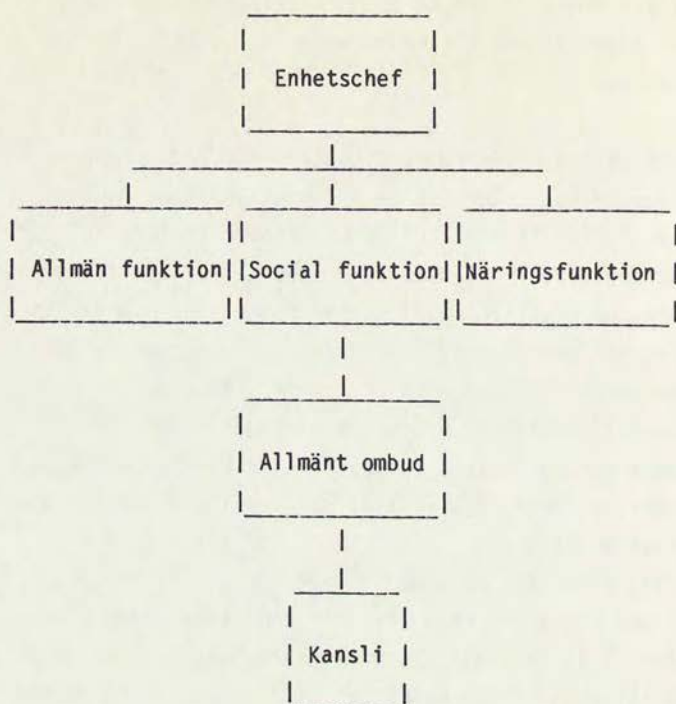 Enhetschef
Allmän funktion Social funktion Näringsfunktion
Allmänt ombud
Kansli